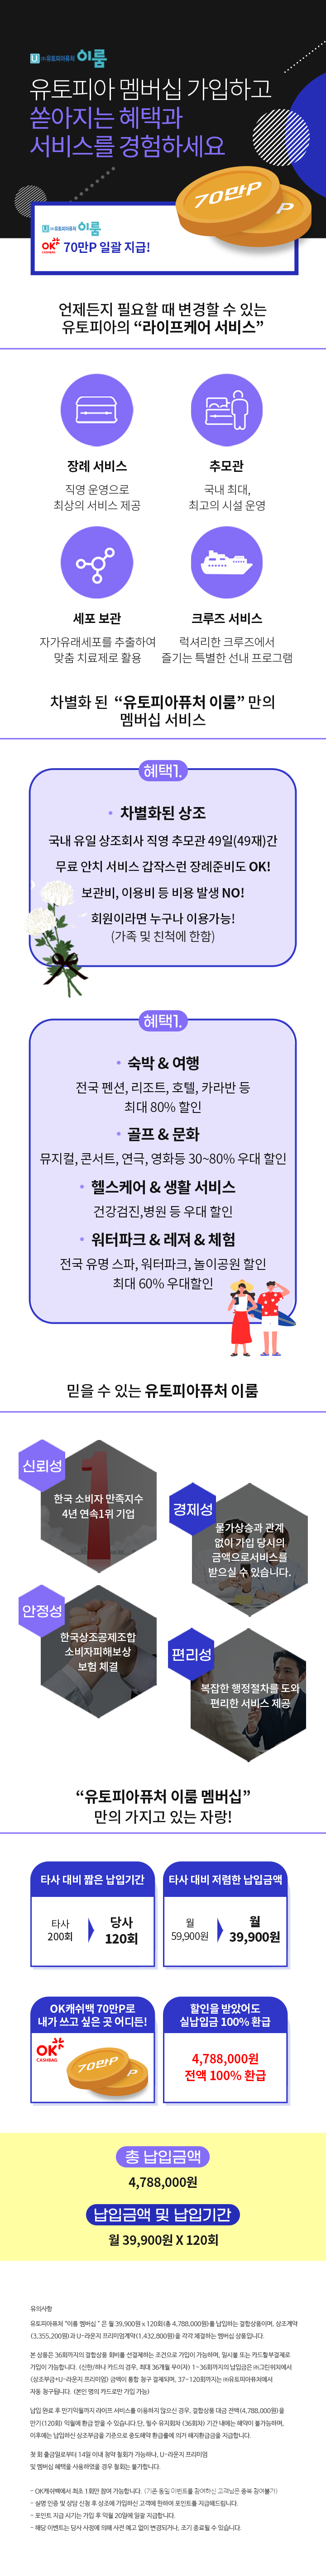 U ㈜유토피아퓨처 이룸
유토피아 멤버십 가입하고
쏟아지는 혜택과
서비스를 경험하세요
70만P
P
U ㈜유토피아퓨처 이룸
OK CASHBAG 70만P 일괄 지급!
언제든지 필요할 때 변경할 수 있는
유토피아의 “라이프케어 서비스”
장례 서비스
직영 운영으로
최상의 서비스 제공
추모관
국내 최대,
최고의 시설 운영
세포 보관
자가유래세포를 추출하여
맞춤 치료제로 활용
크루즈 서비스
럭셔리한 크루즈에서
즐기는 특별한 선내 프로그램
차별화 된 “유토피아퓨처 이룸” 만의
멤버십 서비스
혜택1.
• 차별화된 상조
국내 유일 상조회사 직영 추모관 49일(49재)간
무료 안치 서비스 갑작스런 장례준비도 OK!
보관비, 이용비 등 비용 발생 NO!
회원이라면 누구나 이용가능!
(가족 및 친척에 한함)
혜택1.
• 숙박 & 여행
전국 펜션, 리조트, 호텔, 카라반 등
최대 80% 할인
• 골프 & 문화
뮤지컬, 콘서트, 연극, 영화등 30~80% 우대 할인
• 헬스케어 & 생활 서비스
건강검진,병원 등 우대 할인
• 워터파크 & 레져 & 체험
전국 유명 스파, 워터파크, 놀이공원 할인
최대 60% 우대할인
믿을 수 있는 유토피아퓨처 이룸
신뢰성
1
한국 소비자 만족지수
4년 연속1위 기업
경제성
물가상승과 관계
없이 가입 당시의
금액으로서비스를
받으실 수 있습니다.
안정성
한국상조공제조합
소비자피해보상
보험 체결
편리성
복잡한 행정절차를 도와
편리한 서비스 제공
“유토피아퓨처 이룸 멤버십”
만의 가지고 있는 자랑!
타사 대비 짧은 납입기간
타사
200회
당사
120회
타사 대비 저렴한 납입금액
월
59,900원
월
39,900원
OK캐쉬백 70만P로
내가 쓰고 싶은 곳 어디든!
OK CASHBAG
70만P
할인을 받았어도
실납입금 100% 환급
4,788,000원
전액 100% 환급
총 납입금액
4,788,000원
납입금액 및 납입기간
월 39,900원 X 120회
유의사항
유토피아퓨처 “이룸 멤버십 ” 은 월 39,900원 x 120회(총 4,788,000원)를 납입하는 결합상품이며, 상조계약
(3,355,200원)과 U-라운지 프리미엄계약(1,432,800원)을 각각 체결하는 멤버십 상품입니다.
본 상품은 36회까지의 결합상품 회비를 선결제하는 조건으로 가입이 가능하며, 일시불 또는 카드할부결제로
가입이 가능합니다. (신한/하나 카드의 경우, 최대 36개월 무이자) 1~36회까지의 납입금은 ㈜그린위치에서
(상조부금+U-라운지 프리미엄) 금액이 통합 청구 결제되며, 37~120회까지는 ㈜유토피아퓨처에서
자동 청구됩니다. (본인 명의 카드로만 가입 가능)
납입 완료 후 만기익월까지 라이프 서비스를 이용하지 않으신 경우, 결합상품 대금 전액(4,788,000원)을
만기(120회) 익월에 환급 받을 수 있습니다.단, 필수 유지회차 (36회차) 기간 내에는 해약이 불가능하며,
이후에는 납입하신 상조부금을 기준으로 중도해약 환급률에 의거 해지환급금을 지급합니다.
첫 회 출금일로부터 14일 이내 청약 철회가 가능하나, U-라운지 프리미엄
및 멤버십 혜택을 사용하였을 경우 철회는 불가합니다.
- OK캐쉬백에서 최초 1회만 참여 가능합니다. (기존 동일 이벤트를 참여하신 고객님은 중복 참여불가)
- 실명 인증 및 상담 신청 후 상조에 가입하신 고객에 한하여 포인트를 지급해드립니다.
- 포인트 지급 시기는 가입 후 익월 20일에 일괄 지급합니다.
- 해당 이벤트는 당사 사정에 의해 사전 예고 없이 변경되거나, 조기 종료될 수 있습니다.